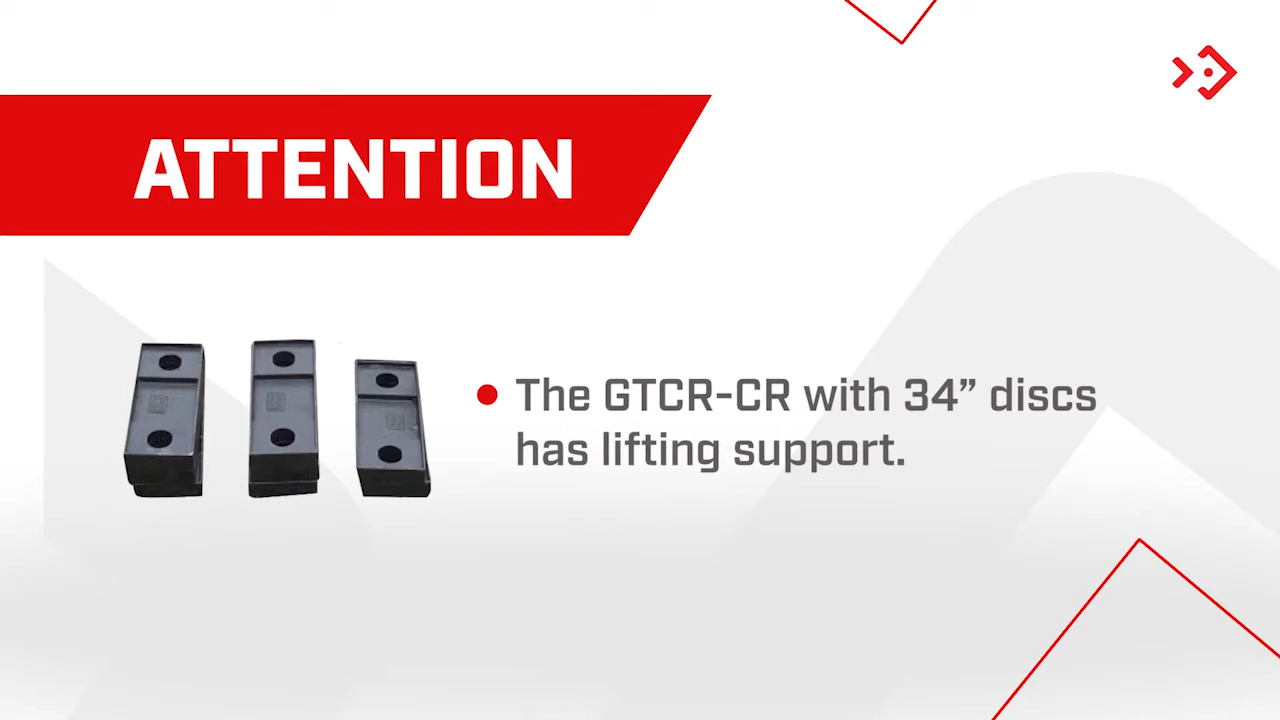 ATTENTION
• The GTCR-CR with 34” discs
has lifting support.